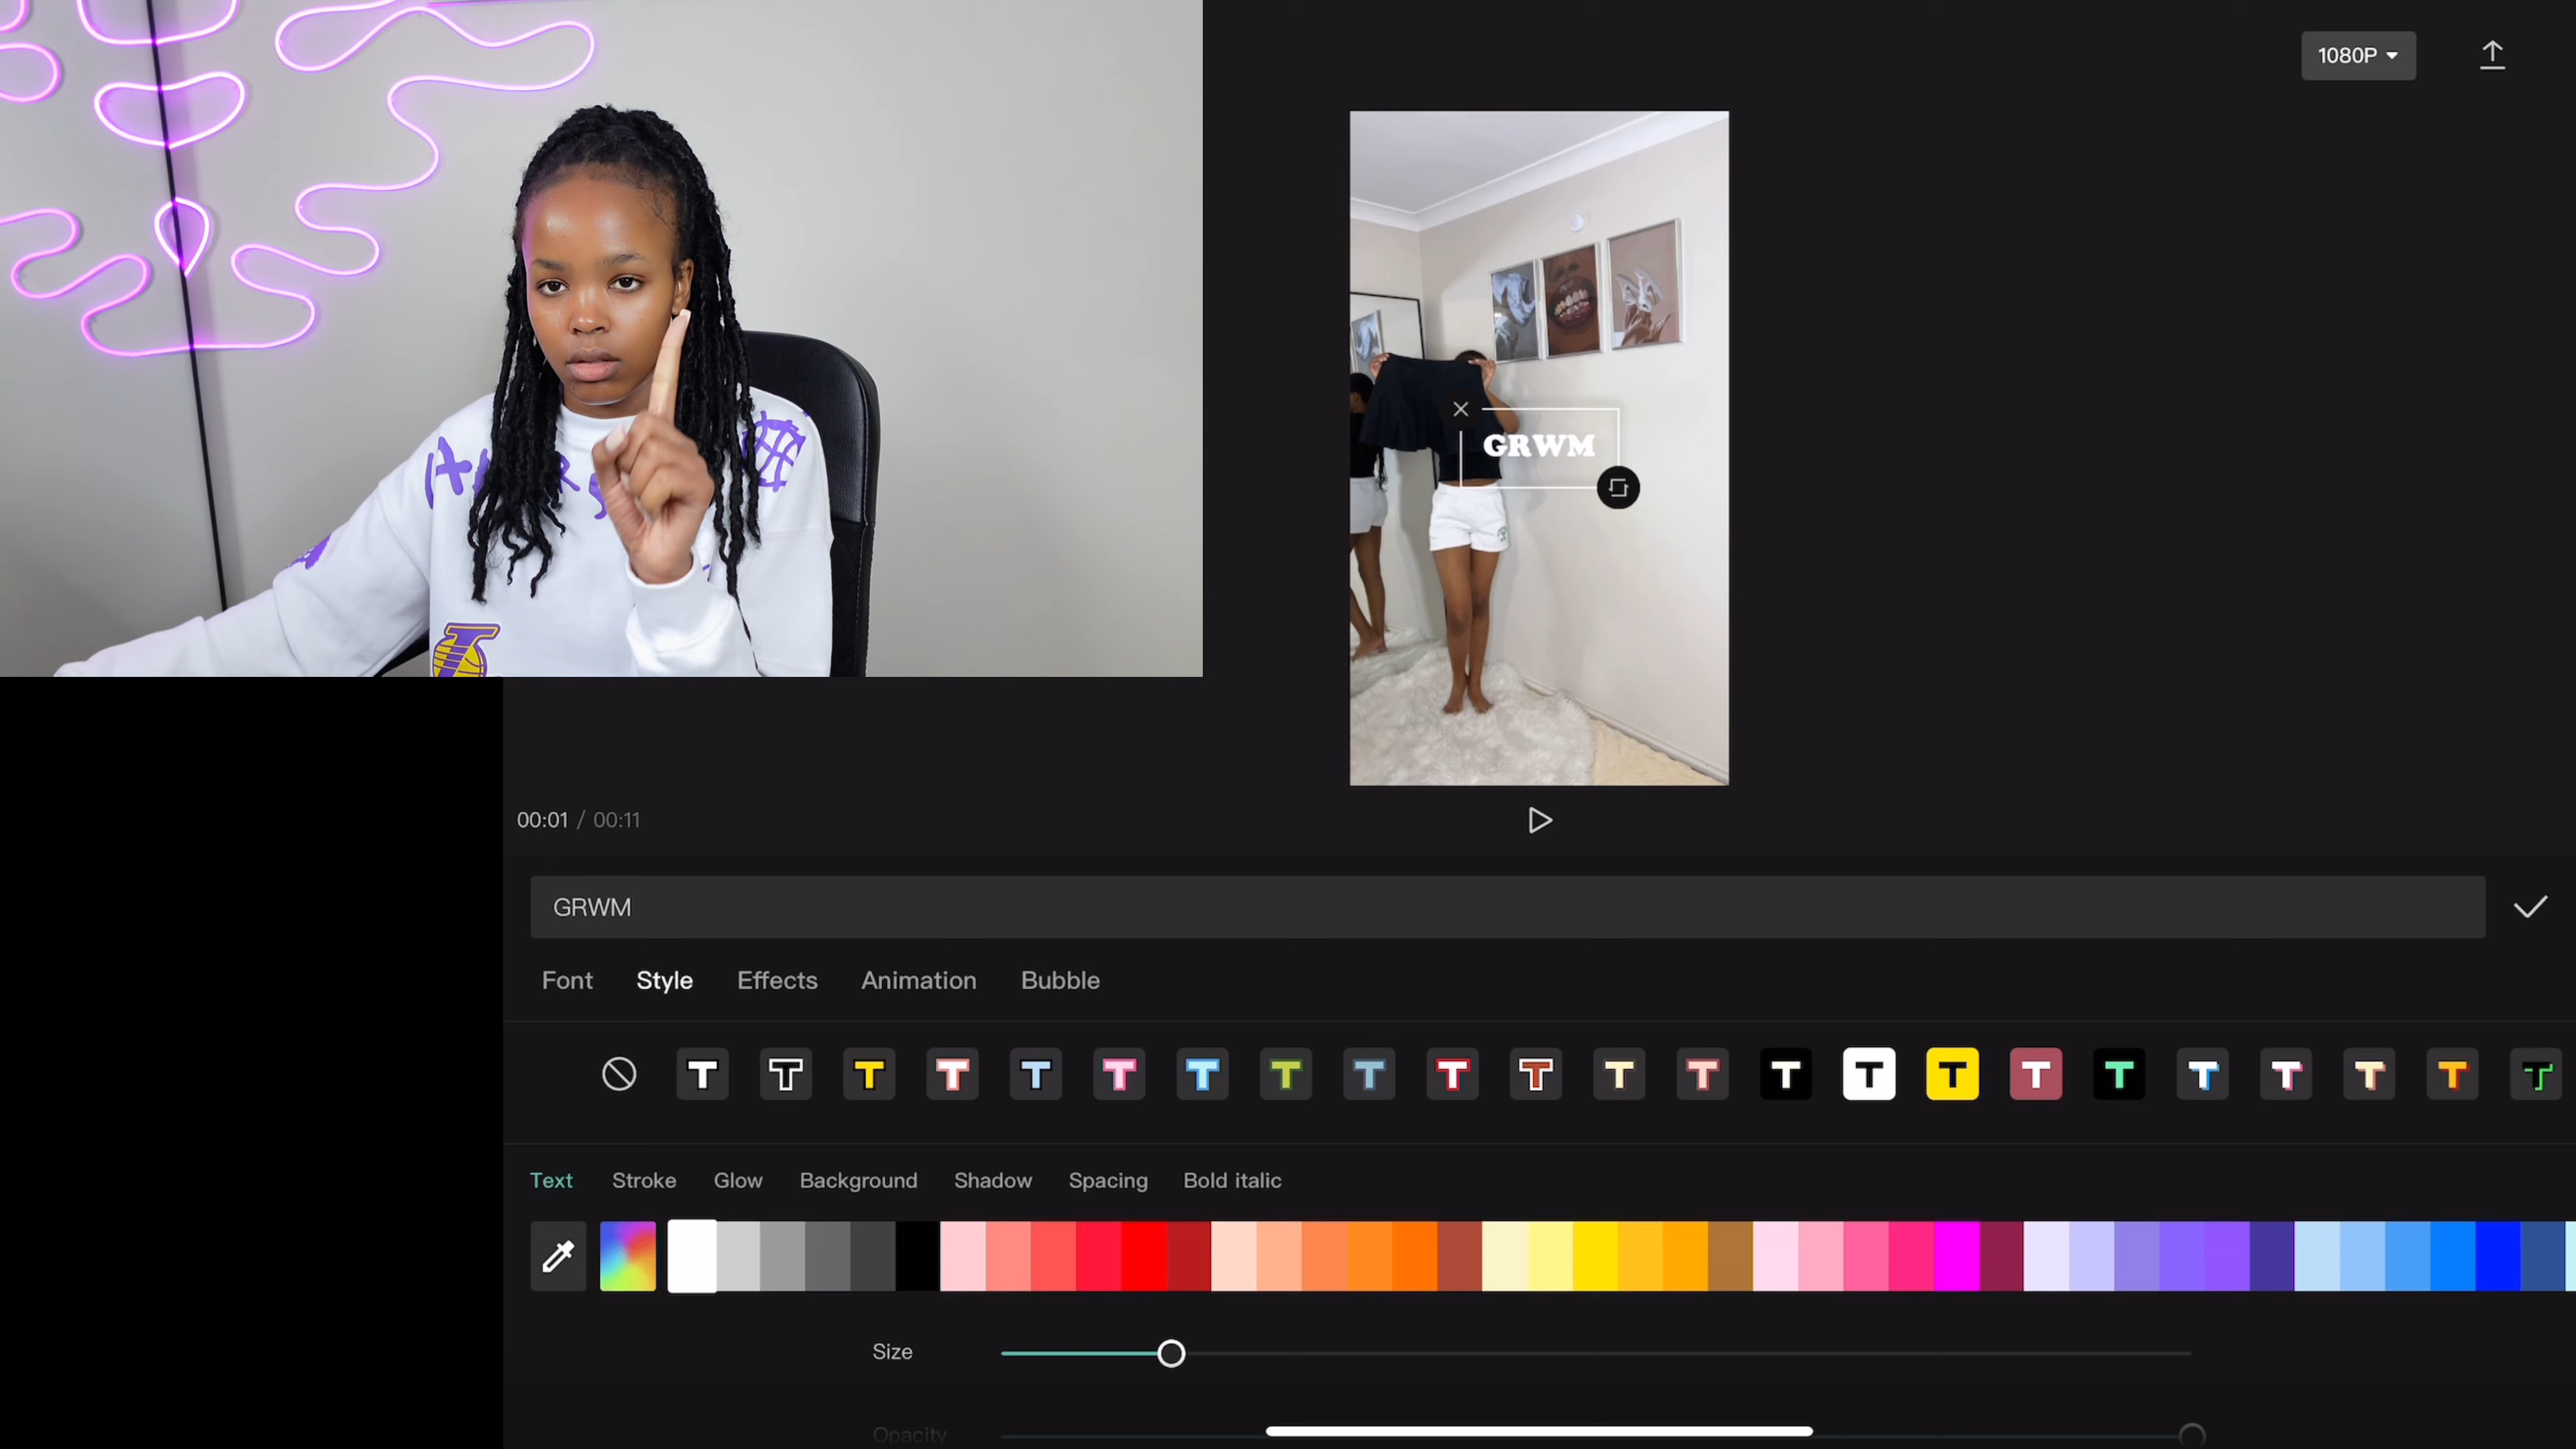 1080P
GRWM
00:01 / 00:11
GRWM
Font Style Effects Animation Bubble
T T T T T T T T T T T T T T T T T T T T T T T
Text Stroke Glow Background Shadow Spacing Bold italic
Size
Opacity